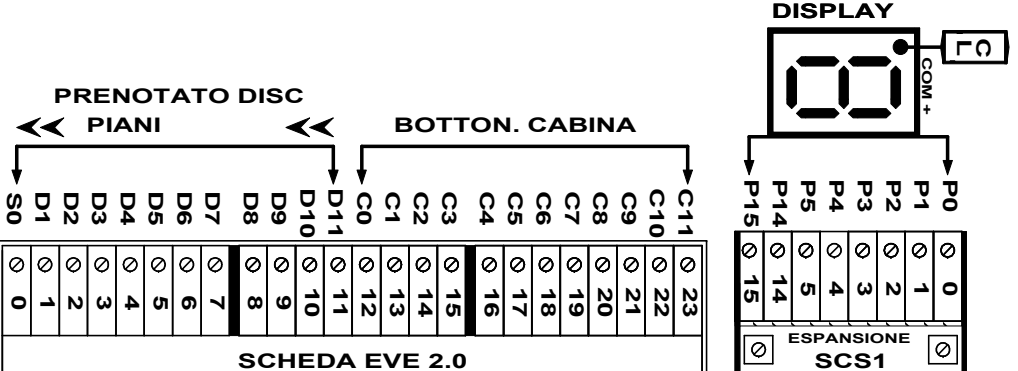 DISPLAY
CL
COM +
PRENOTATO DISC
PIANI
BOTTON. CABINA
S0 D1 D2 D3 D4 D5 D6 D7 D8 D9 D10 D11 C0 C1 C2 C3 C4 C5 C6 C7 C8 C9 C10 C11
P15 P14 P5 P4 P3 P2 P1 P0
0 1 2 3 4 5 6 7 8 9 10 11 12 13 14 15 16 17 18 19 20 21 22 23
15 14 5 4 3 2 1 0
SCHEDA EVE 2.0
ESPANSIONE
SCS1